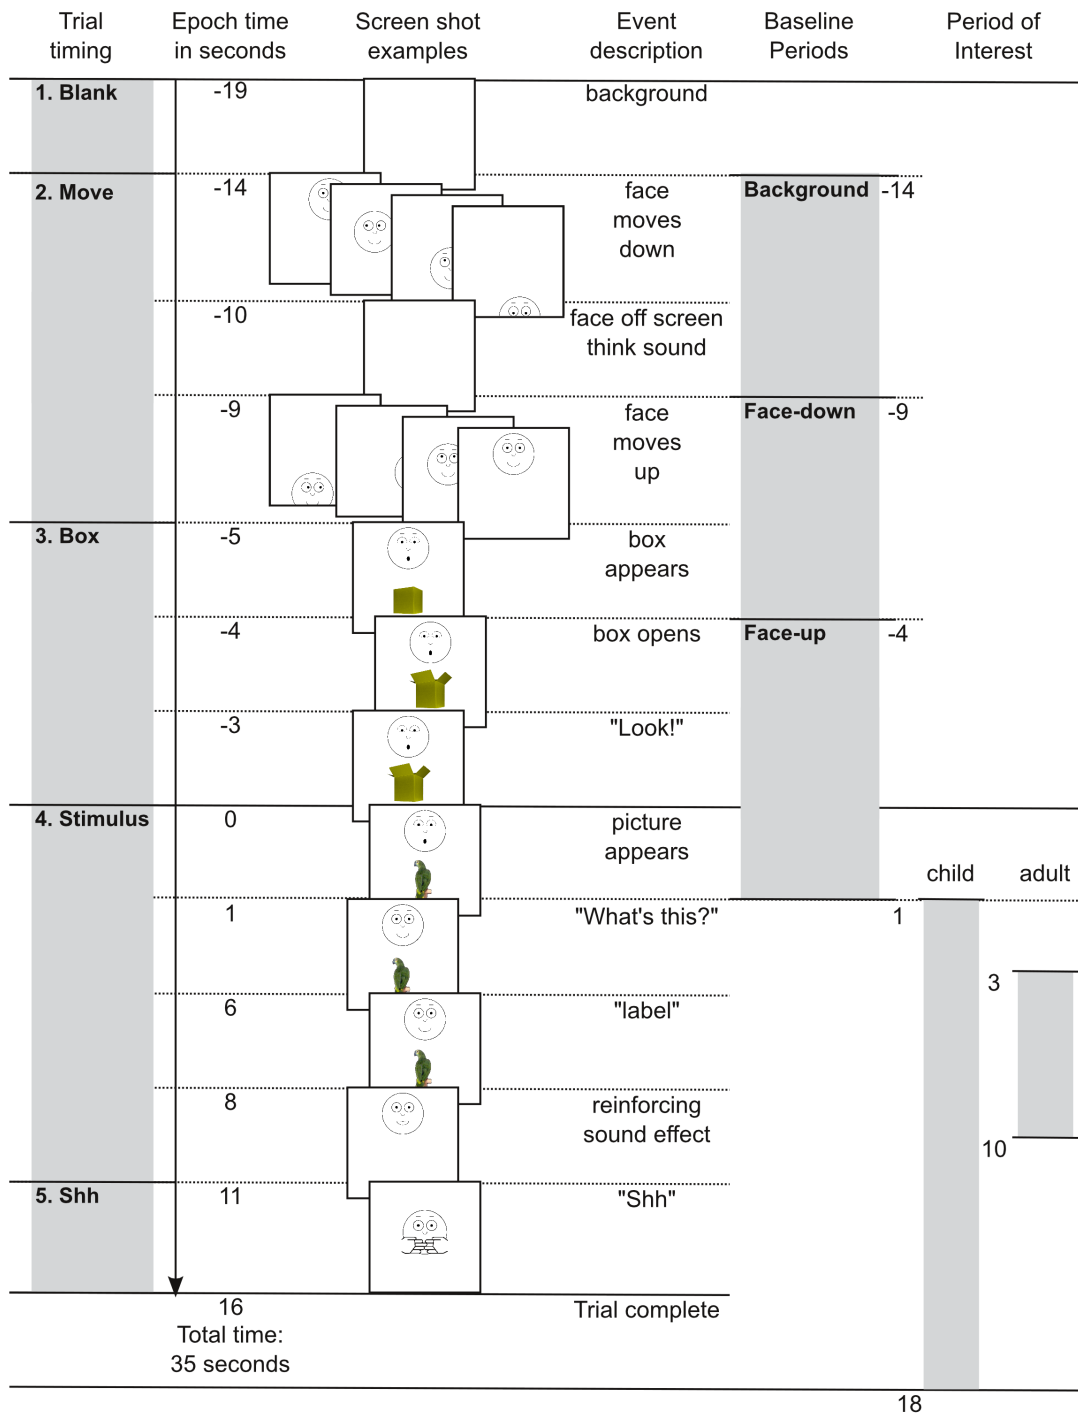 Trial timing
Epoch time in seconds
Screen shot examples
Event description
Baseline Periods
Period of Interest
1. Blank
-19
background
2. Move
-14
face moves down
Background
-14
-10
face off screen think sound
-9
face moves up
Face-down
-9
3. Box
-5
box appears
-4
box opens
Face-up
-4
-3
"Look!"
4. Stimulus
0
picture appears
child
adult
1
"What's this?"
1
3
6
"label"
8
reinforcing sound effect
10
5. Shh
11
"Shh"
16
Trial complete
Total time:
35 seconds
18